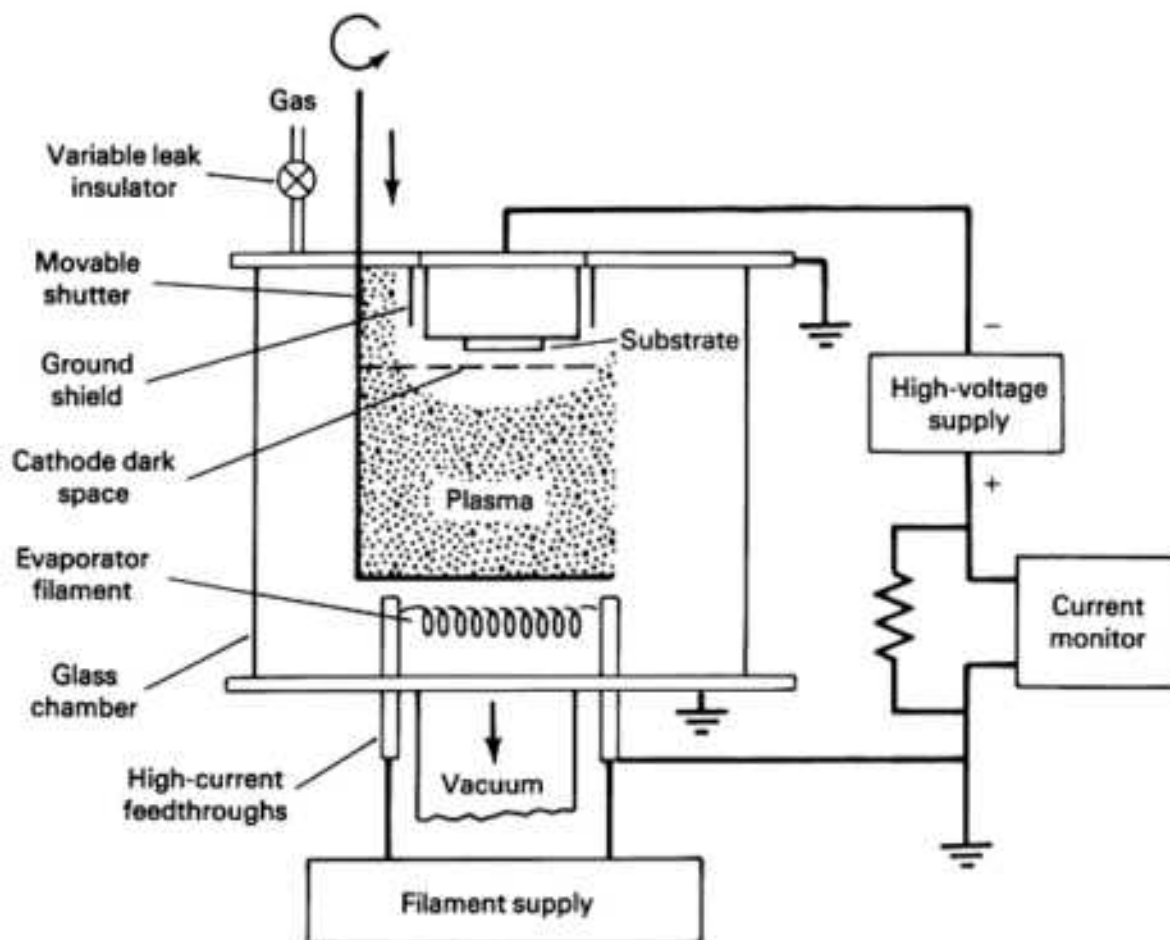 Gas
Variable leak
insulator
Movable
shutter
Ground
shield
Cathode dark
space
Evaporator
filament
Glass
chamber
High-current
feedthroughs
Substrate
Plasma
Vacuum
Filament supply
−
High-voltage
supply
+
Current
monitor